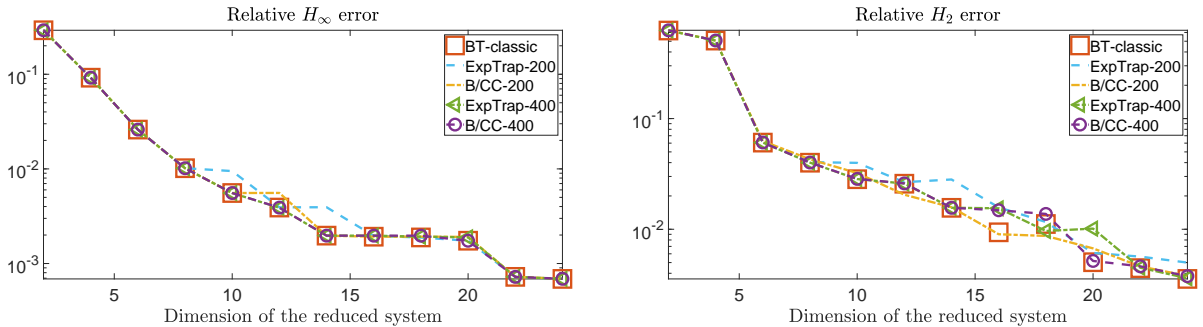 Relative H∞ error
10⁻¹
10⁻²
10⁻³
BT-classic
ExpTrap-200
B/CC-200
ExpTrap-400
B/CC-400
5 10 15 20
Dimension of the reduced system
Relative H₂ error
10⁻¹
10⁻²
BT-classic
ExpTrap-200
B/CC-200
ExpTrap-400
B/CC-400
5 10 15 20
Dimension of the reduced system